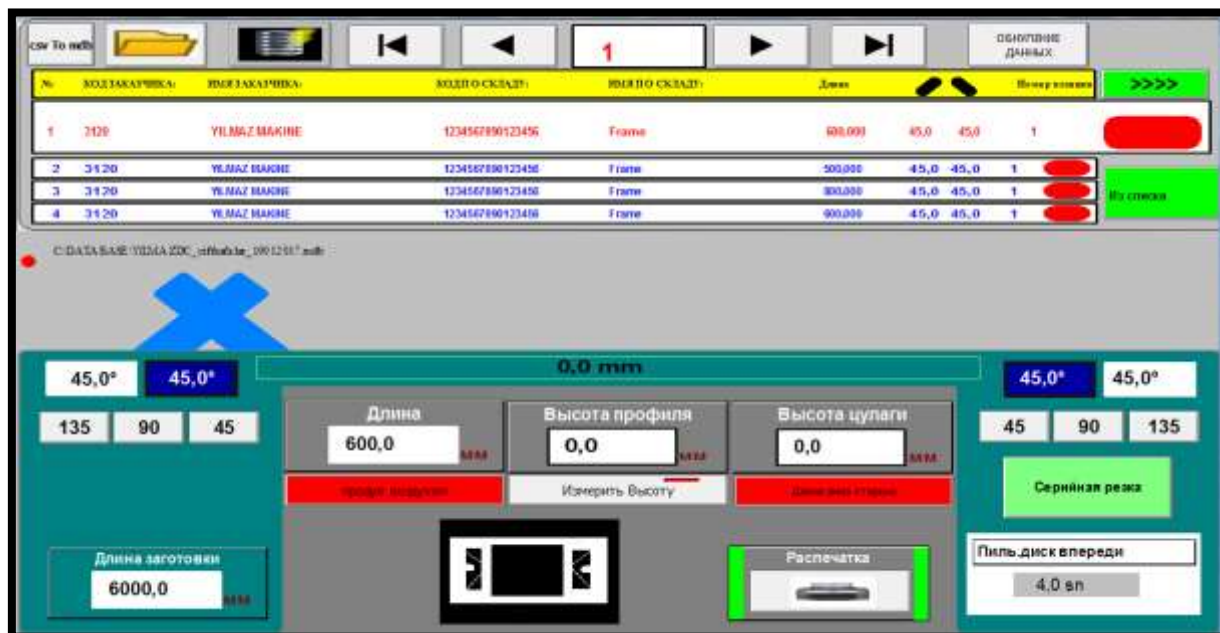 csv To mdb
1
ОБНУЛЕНИЕ
ДАННЫХ
№ КОД ЗАКАЗЧИКА: ИМЯ ЗАКАЗЧИКА: КОД ПО СКЛАДУ: ИМЯ ПО СКЛАДУ: Длина Номер позиции >>>>
1 3120 YILMAZ MAKINE 1234567890123456 Frame 600,000 45,0 45,0 1
2 3120 YILMAZ MAKINE 1234567890123456 Frame 500,000 45,0 45,0 1
3 3120 YILMAZ MAKINE 1234567890123456 Frame 800,000 45,0 45,0 1
4 3120 YILMAZ MAKINE 1234567890123456 Frame 600,000 45,0 45,0 1
Из списка
0,0 mm
45,0° 45,0° 45,0° 45,0°
135 90 45 45 90 135
Длина Высота профиля Высота цулаги
600,0 мм 0,0 мм 0,0 мм
Измерить Высоту
Серийная резка
Длина заготовки
6000,0 мм
Распечатка
Пиль.диск впереди
4,0 sn